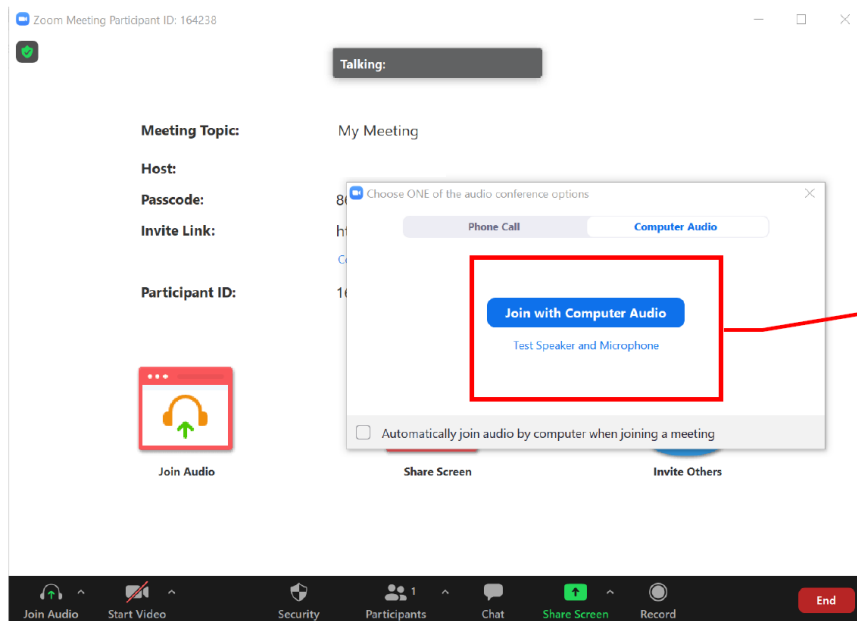 Zoom Meeting Participant ID: 164238
Talking:
Meeting Topic: My Meeting
Host:
Passcode:
Invite Link:
Participant ID:
Choose ONE of the audio conference options
Phone Call Computer Audio
Join with Computer Audio
Test Speaker and Microphone
Automatically join audio by computer when joining a meeting
Join Audio Share Screen Invite Others
Join Audio Start Video Security Participants 1 Chat Share Screen Record End